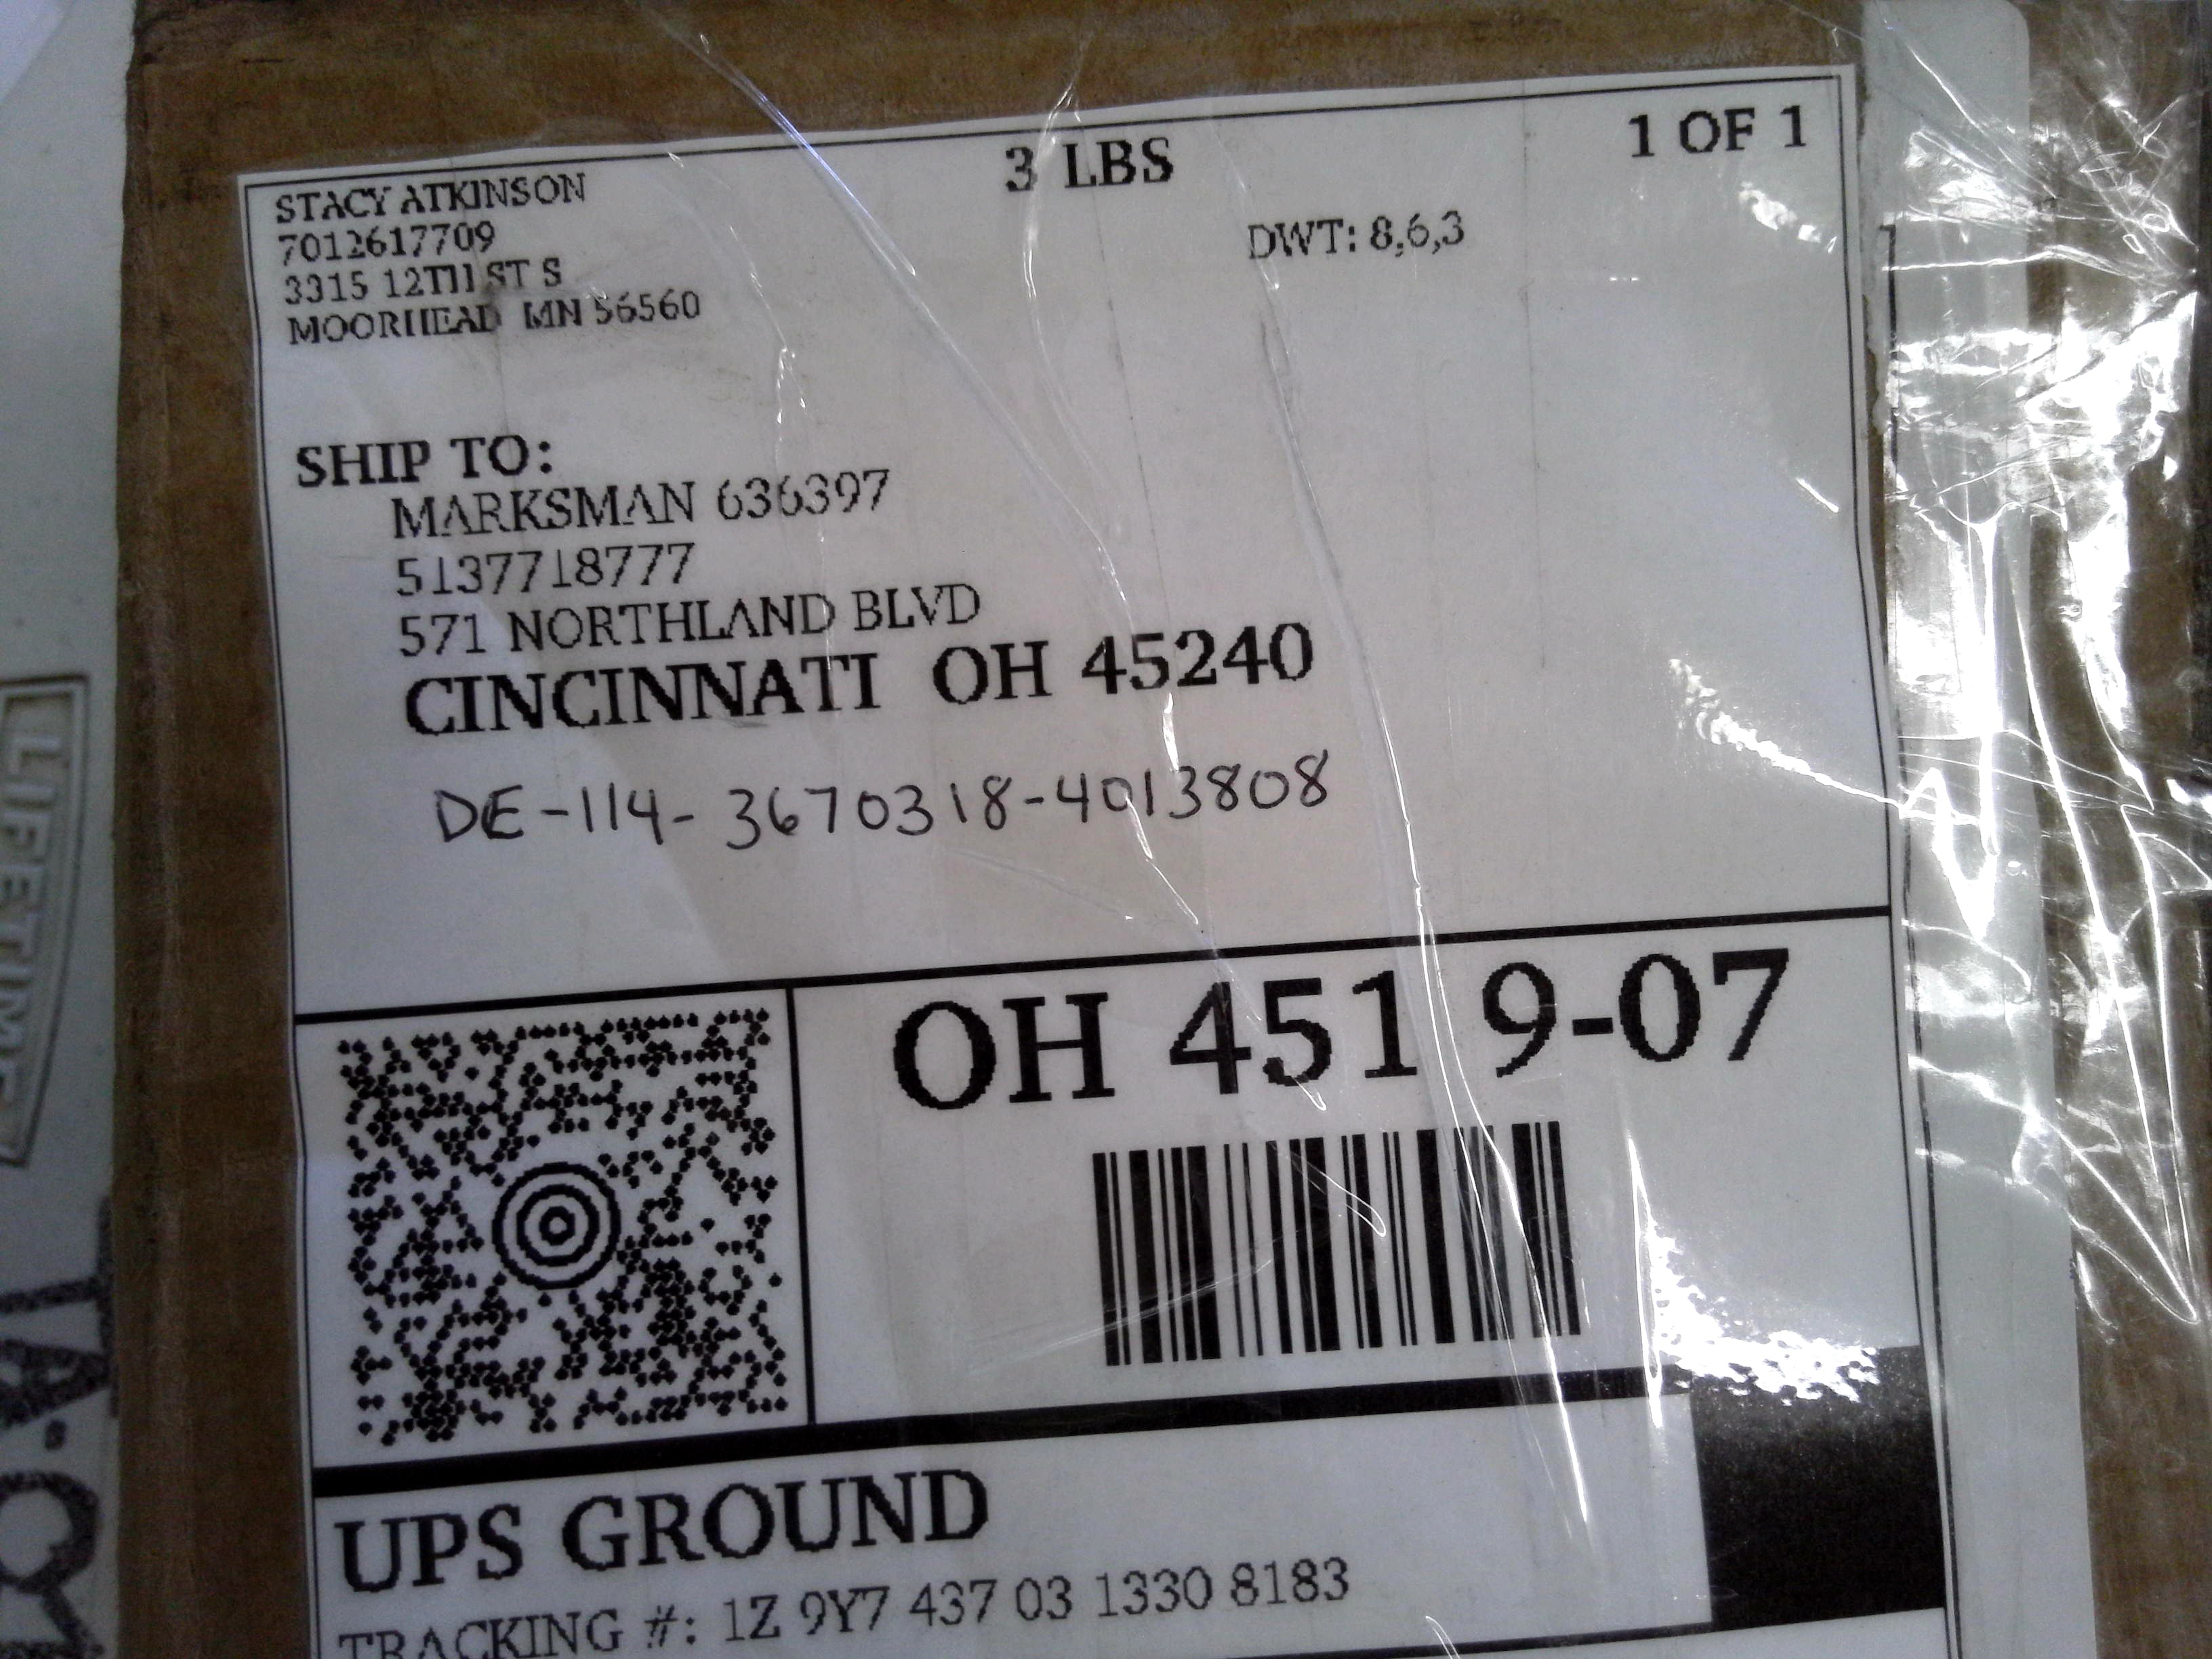 STACY ATKINSON
7012617709
3315 12TH ST S
MOORHEAD MN 56560
3 LBS
1 OF 1
DWT: 8,6,3
SHIP TO:
MARKSMAN 636397
5137718777
571 NORTHLAND BLVD
CINCINNATI OH 45240
DE-114-3670318-4013808
OH 451 9-07
UPS GROUND
TRACKING #: 1Z 9Y7 437 03 1330 8183
LIFETIME